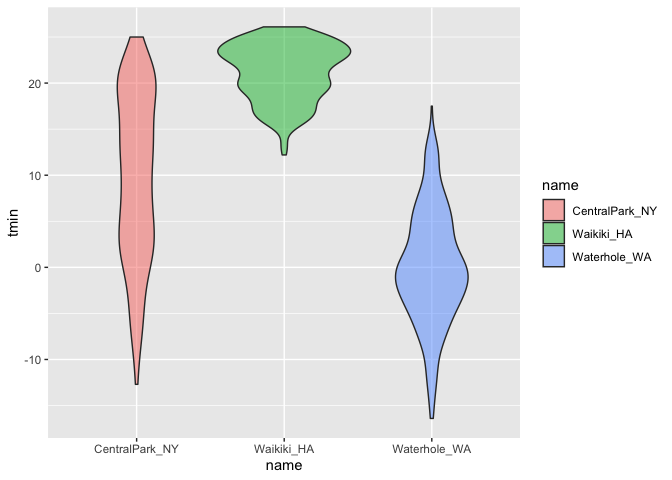 20
10
0
-10
tmin
CentralPark_NY Waikiki_HA Waterhole_WA
name
name
CentralPark_NY
Waikiki_HA
Waterhole_WA